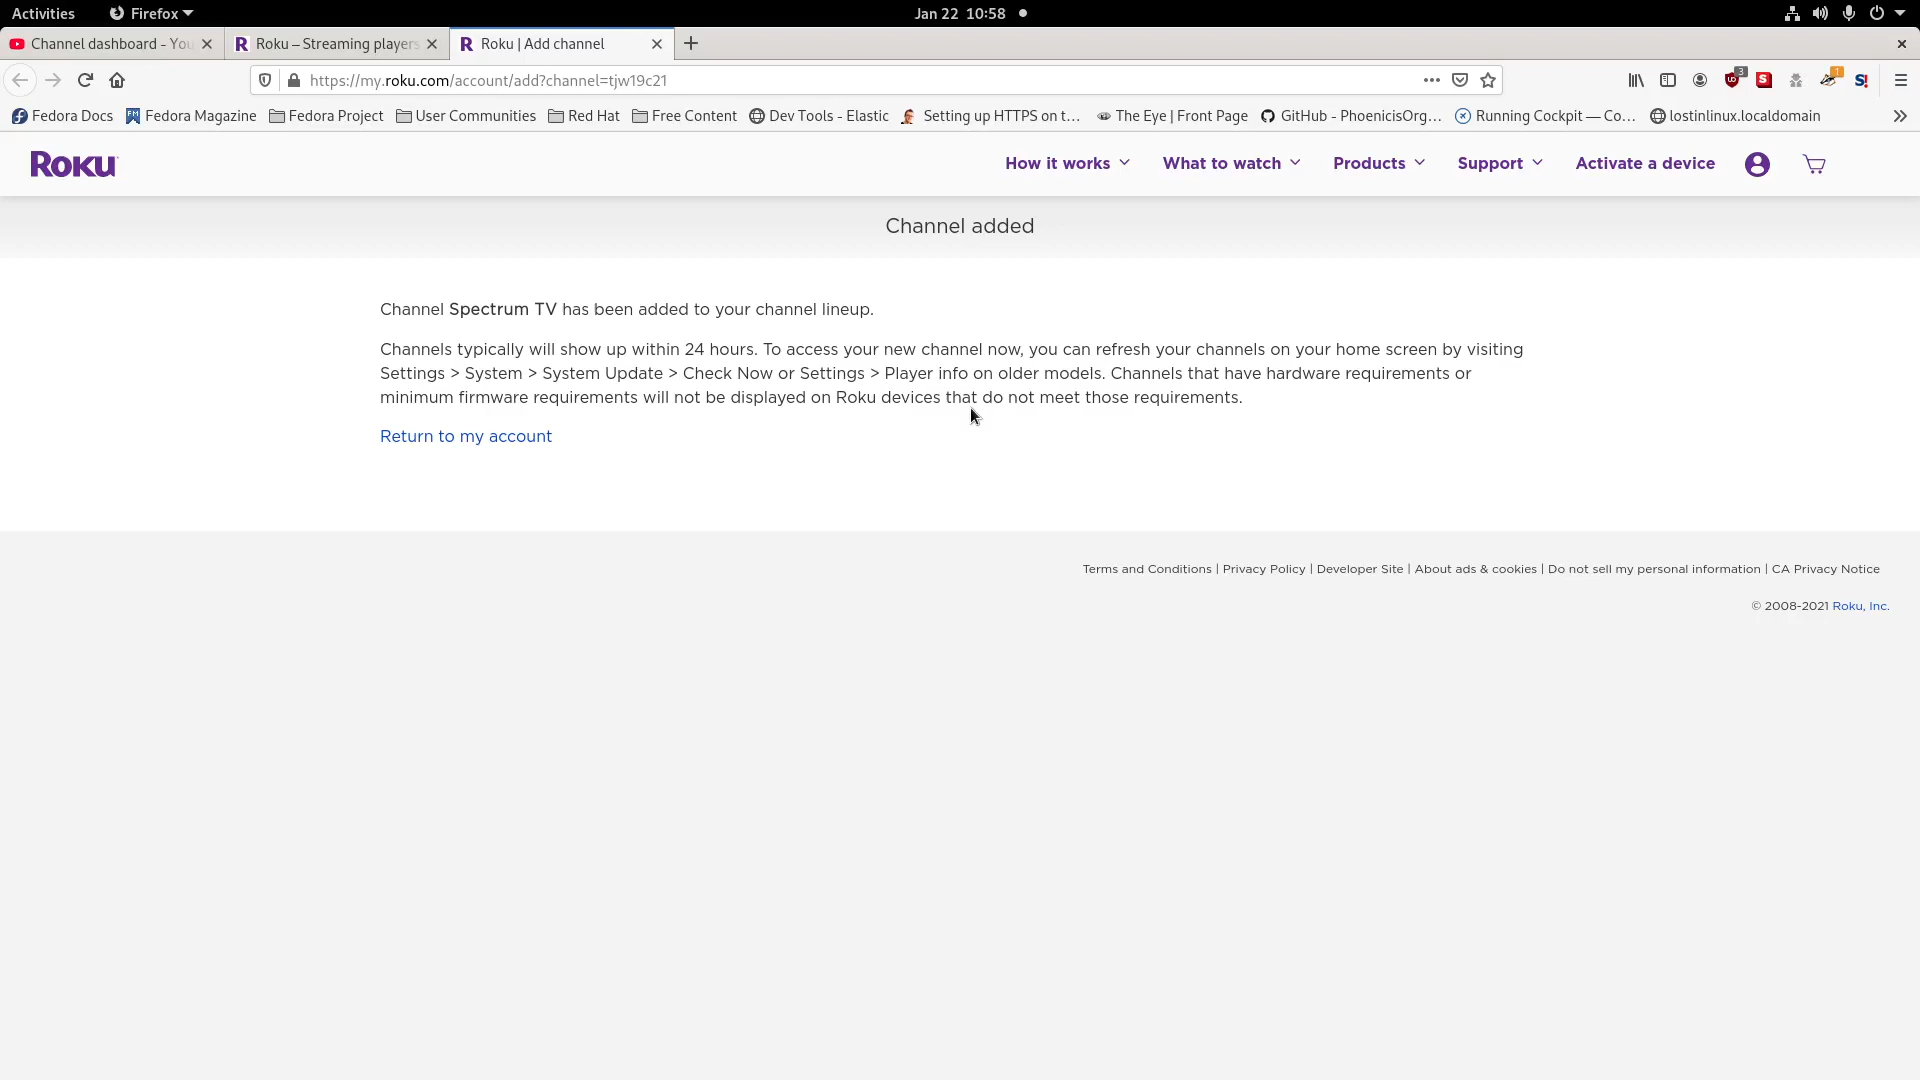 Activities
Firefox
Jan 22 10:58
Channel dashboard - You
Roku – Streaming players
Roku | Add channel
https://my.roku.com/account/add?channel=tjw19c21
3
1
Fedora Docs
Fedora Magazine
Fedora Project
User Communities
Red Hat
Free Content
Dev Tools - Elastic
Setting up HTTPS on t…
The Eye | Front Page
GitHub - PhoenicisOrg…
Running Cockpit — Co…
lostinlinux.localdomain
Roku
How it works
What to watch
Products
Support
Activate a device
Channel added
Channel Spectrum TV has been added to your channel lineup.
Channels typically will show up within 24 hours. To access your new channel now, you can refresh your channels on your home screen by visiting
Settings > System > System Update > Check Now or Settings > Player info on older models. Channels that have hardware requirements or
minimum firmware requirements will not be displayed on Roku devices that do not meet those requirements.
Return to my account
Terms and Conditions | Privacy Policy | Developer Site | About ads & cookies | Do not sell my personal information | CA Privacy Notice
© 2008-2021 Roku, Inc.